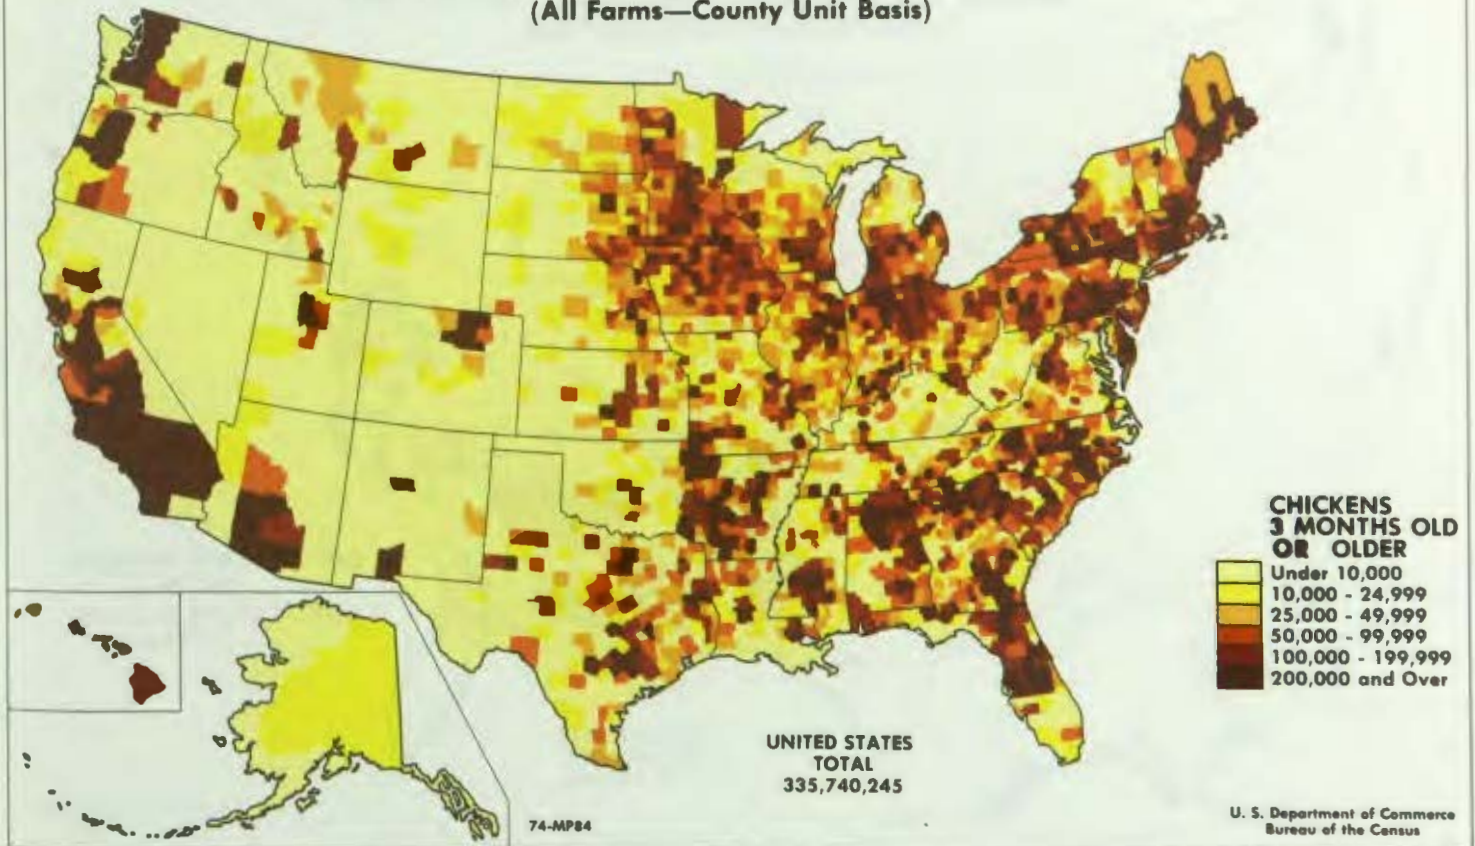 (All Farms—County Unit Basis)
CHICKENS
3 MONTHS OLD
OR OLDER
Under 10,000
10,000 - 24,999
25,000 - 49,999
50,000 - 99,999
100,000 - 199,999
200,000 and Over
UNITED STATES
TOTAL
335,740,245
74-MP84
U. S. Department of Commerce
Bureau of the Census